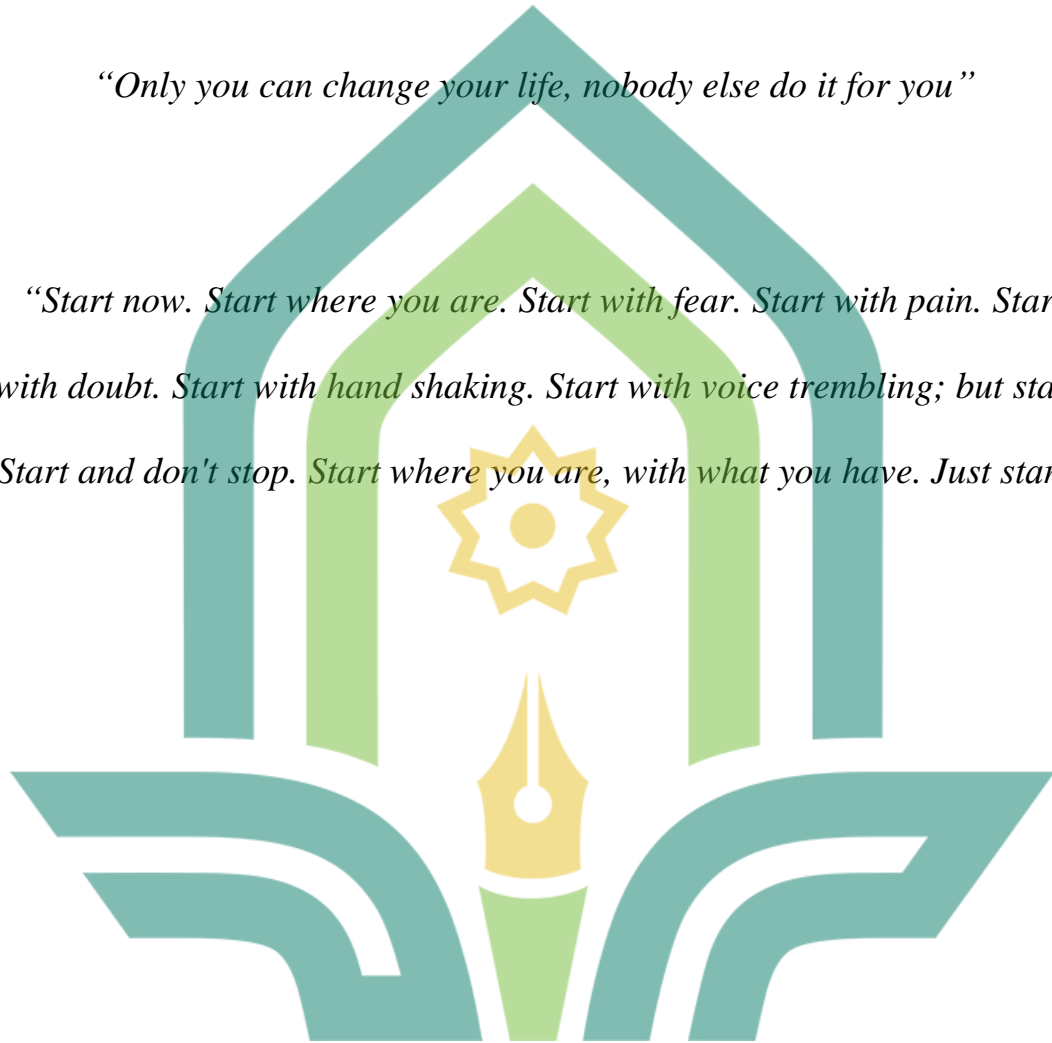 “Only you can change your life, nobody else do it for you”
“Start now. Start where you are. Start with fear. Start with pain. Star
with doubt. Start with hand shaking. Start with voice trembling; but sta
Start and don't stop. Start where you are, with what you have. Just star